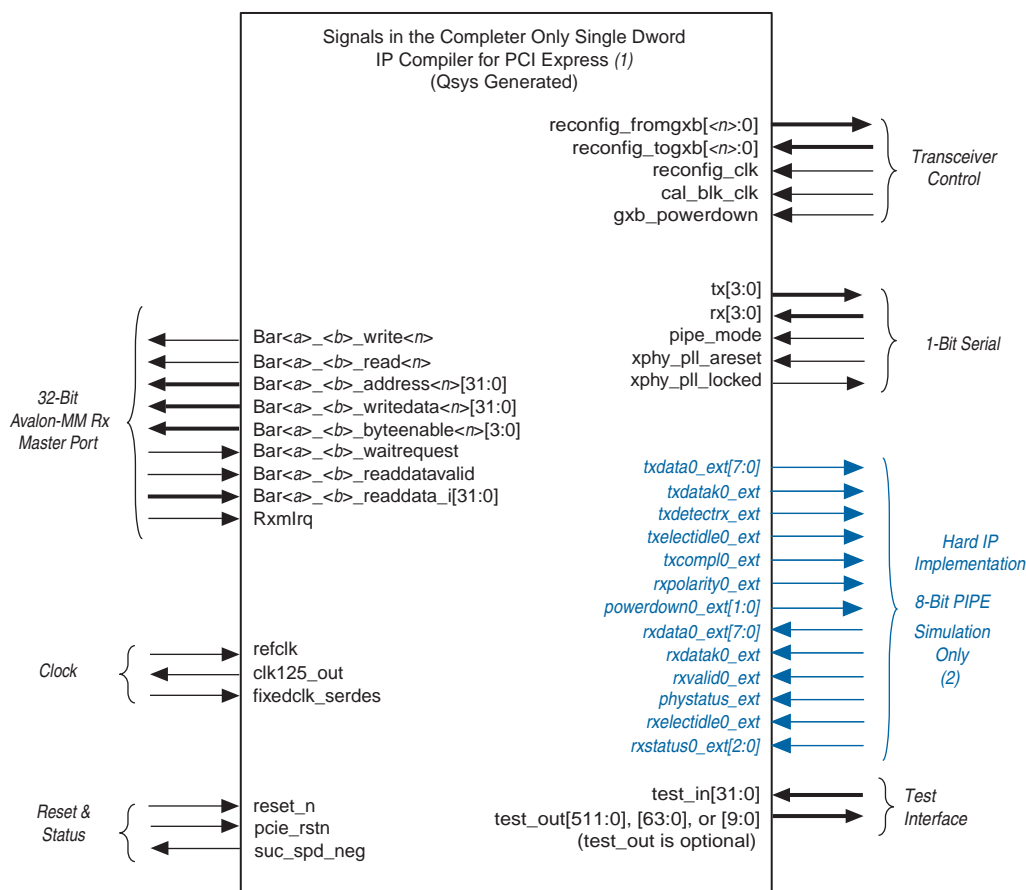 Signals in the Completer Only Single Dword
IP Compiler for PCI Express (1)
(Qsys Generated)
reconfig_fromgxb[<n>:0]
reconfig_togxb[<n>:0]
reconfig_clk
cal_blk_clk
gxb_powerdown
Transceiver
Control
tx[3:0]
rx[3:0]
pipe_mode
xphy_pll_areset
xphy_pll_locked
1-Bit Serial
32-Bit
Avalon-MM Rx
Master Port
Bar<a>_<b>_write<n>
Bar<a>_<b>_read<n>
Bar<a>_<b>_address<n>[31:0]
Bar<a>_<b>_writedata<n>[31:0]
Bar<a>_<b>_byteenable<n>[3:0]
Bar<a>_<b>_waitrequest
Bar<a>_<b>_readdatavalid
Bar<a>_<b>_readdata_i[31:0]
RxmIrq
txdata0_ext[7:0]
txdatak0_ext
txdetectrx_ext
txelectidle0_ext
txcompl0_ext
rxpolarity0_ext
powerdown0_ext[1:0]
rxdata0_ext[7:0]
rxdatak0_ext
rxvalid0_ext
phystatus_ext
rxelectidle0_ext
rxstatus0_ext[2:0]
Hard IP
Implementation
8-Bit PIPE
Simulation
Only
(2)
Clock
refclk
clk125_out
fixedclk_serdes
Reset &
Status
reset_n
pcie_rstn
suc_spd_neg
test_in[31:0]
test_out[511:0], [63:0], or [9:0]
(test_out is optional)
Test
Interface